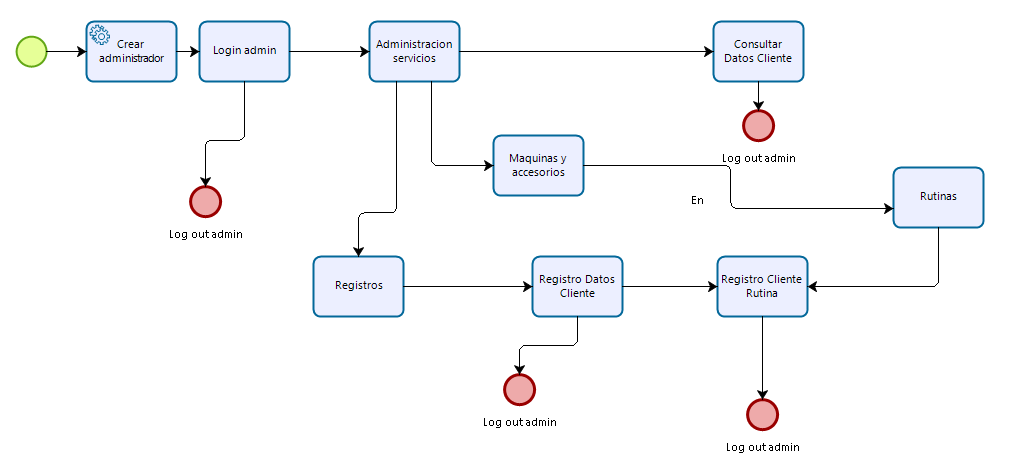 Crear
administrador
Login admin
Administracion
servicios
Consultar
Datos Cliente
Log out admin
Maquinas y
accesorios
En
Rutinas
Log out admin
Registros
Registro Datos
Cliente
Registro Cliente
Rutina
Log out admin
Log out admin